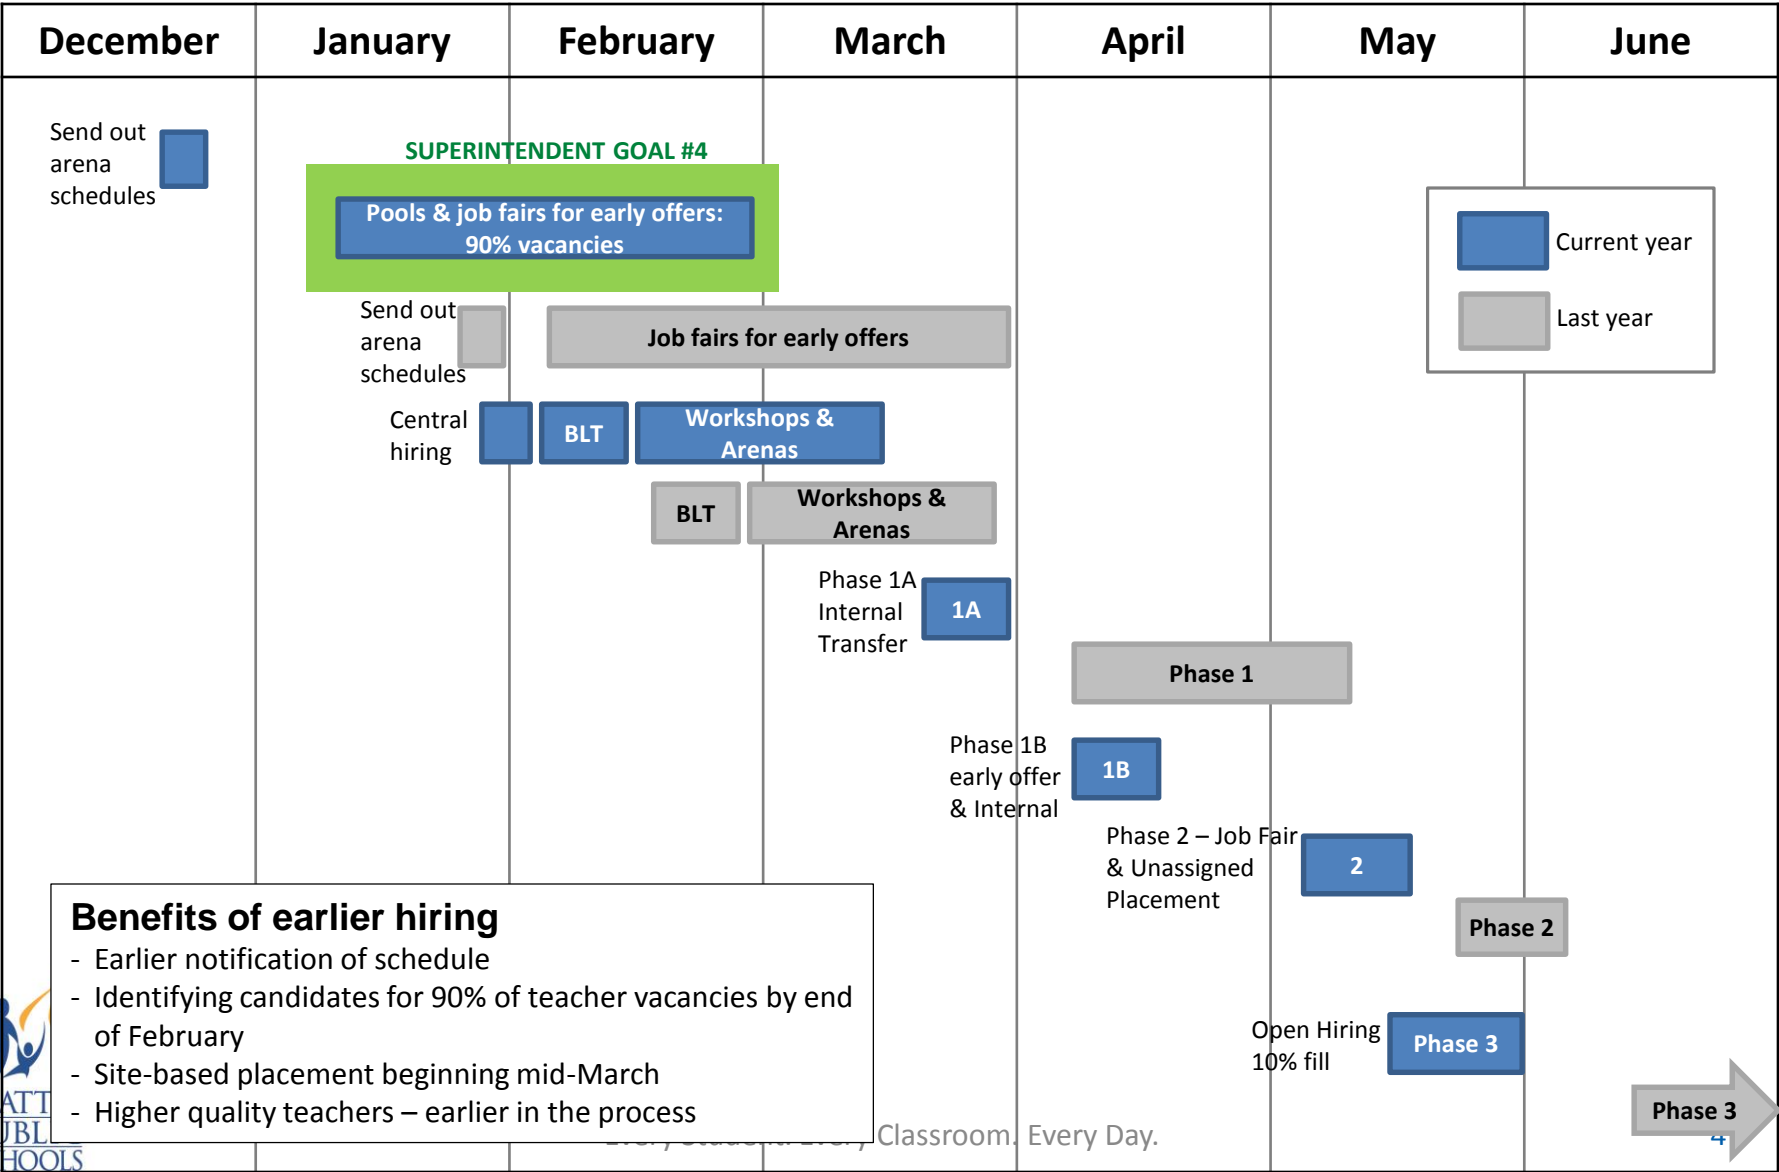 December January February March April May June
Send out
arena
schedules
SUPERINTENDENT GOAL #4
Pools & job fairs for early offers:
90% vacancies
Current year
Last year
Send out
arena
schedules
Job fairs for early offers
Central
hiring
BLT
Workshops &
Arenas
BLT
Workshops &
Arenas
Phase 1A
Internal
Transfer
1A
Phase 1
Phase 1B
early offer
& Internal
1B
Phase 2 – Job Fair
& Unassigned
Placement
2
Phase 2
Open Hiring
10% fill
Phase 3
Phase 3
Benefits of earlier hiring
- Earlier notification of schedule
- Identifying candidates for 90% of teacher vacancies by end
of February
- Site-based placement beginning mid-March
- Higher quality teachers – earlier in the process
Classroom. Every Day.
4
HOOLS